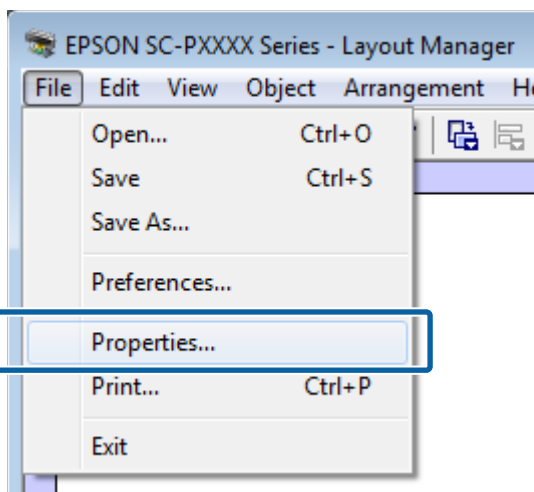 EPSON SC-PXXXX Series - Layout Manager
File Edit View Object Arrangement
Open... Ctrl+O
Save Ctrl+S
Save As...
Preferences...
Properties...
Print... Ctrl+P
Exit